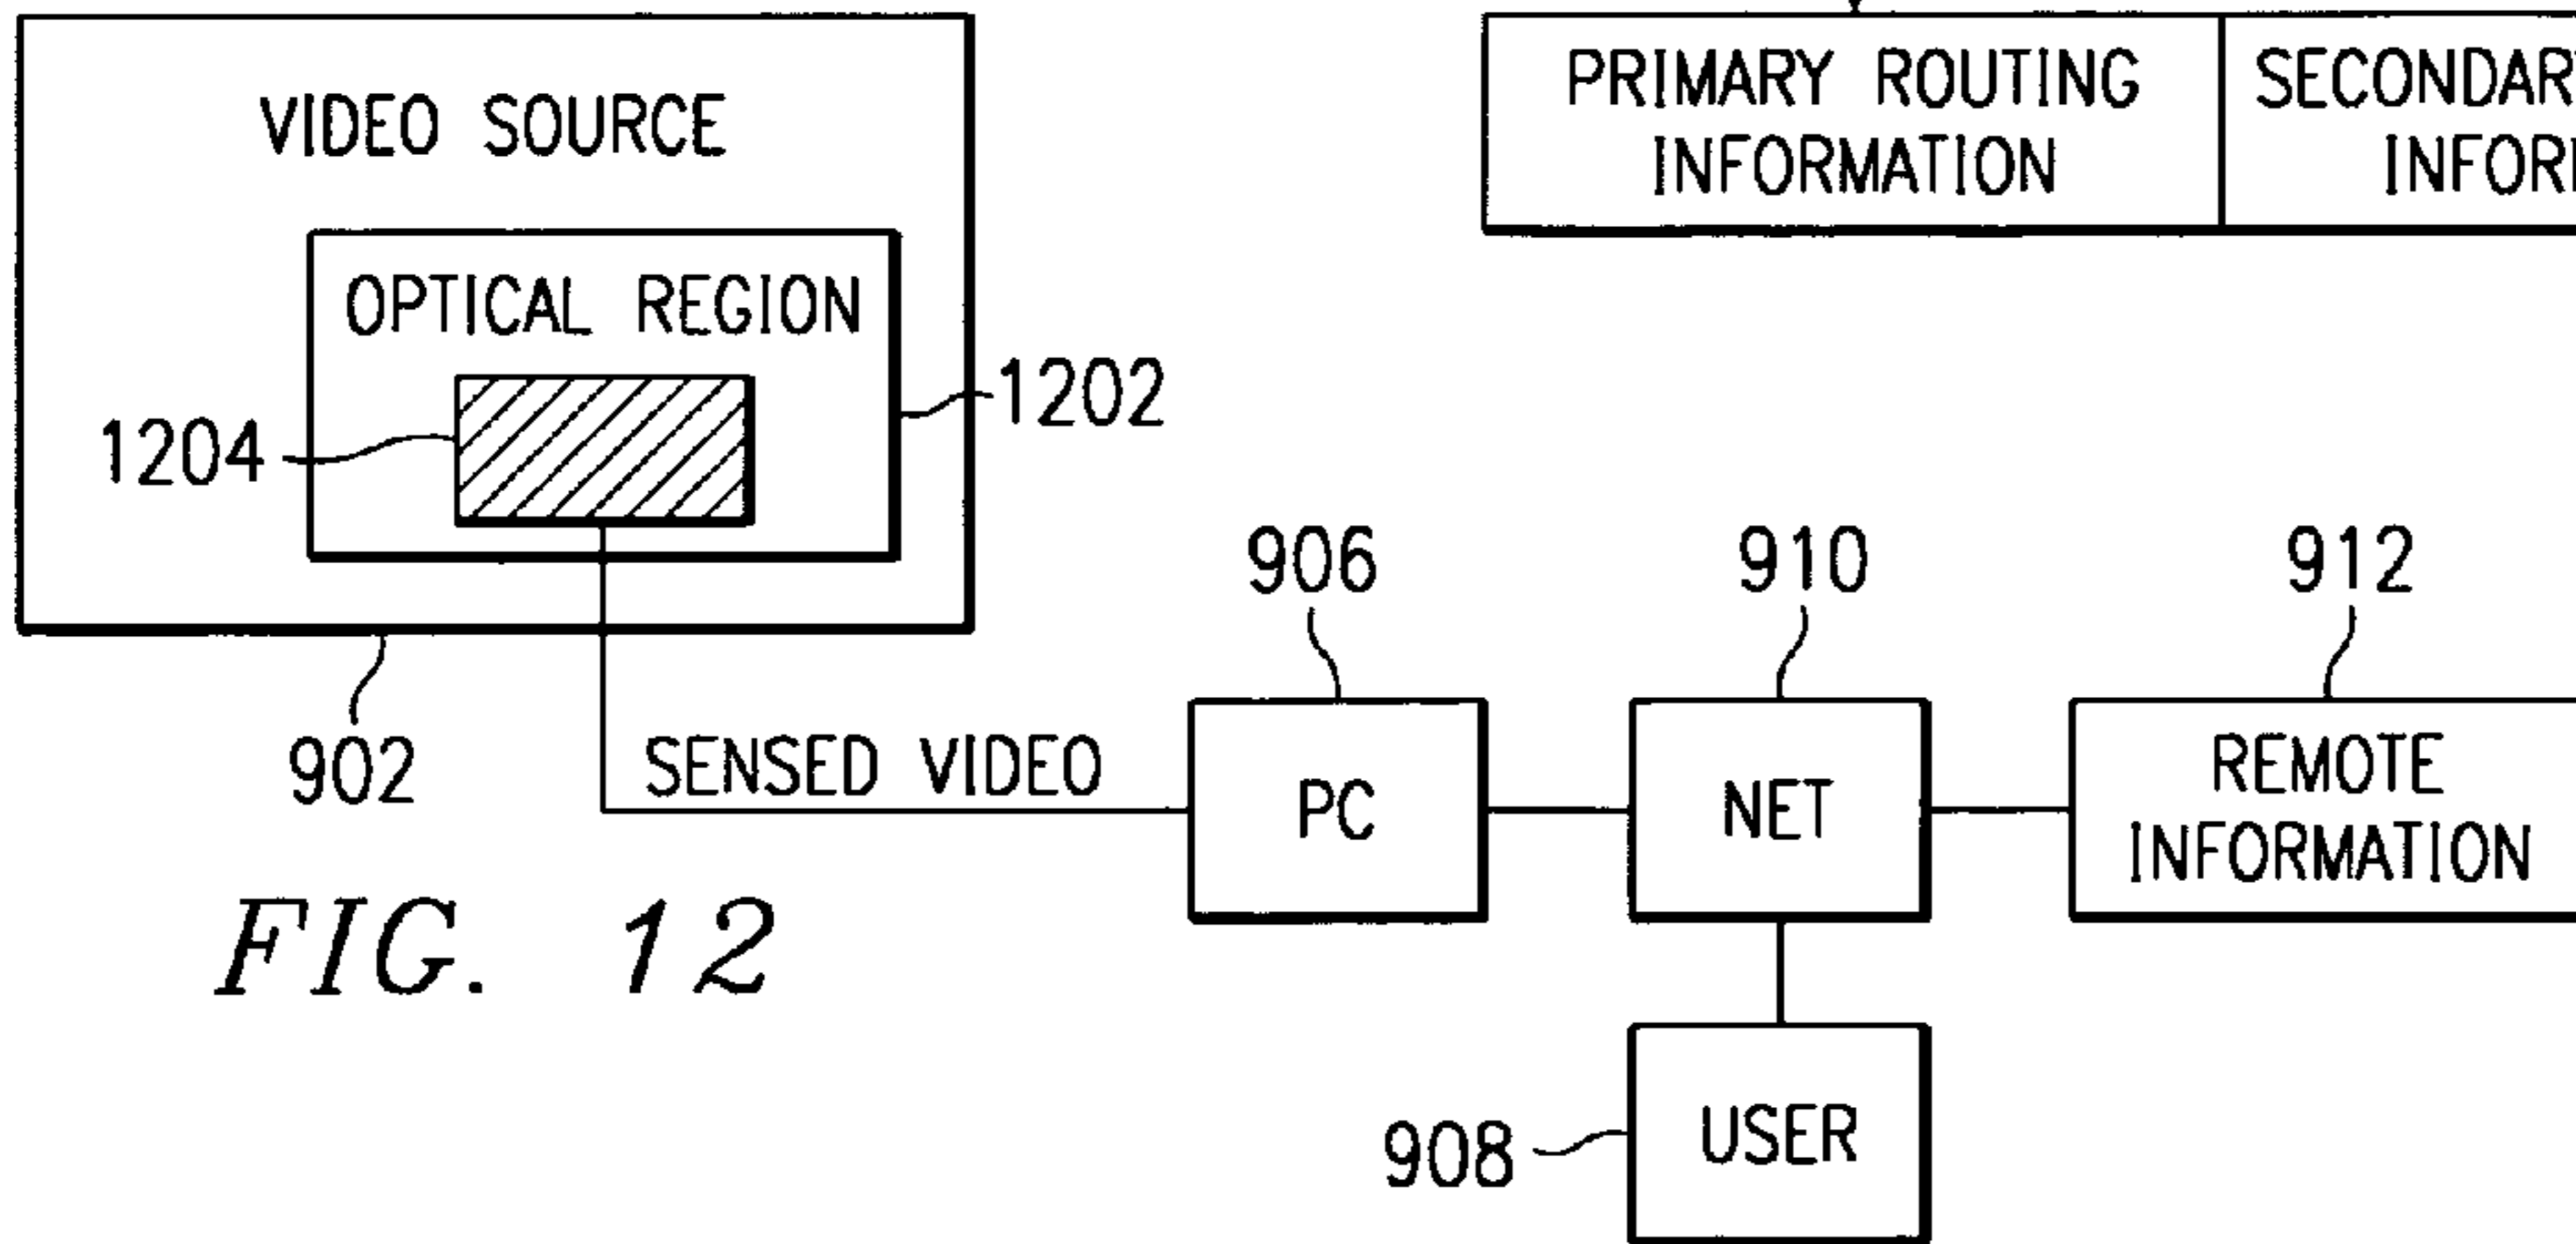 VIDEO SOURCE
OPTICAL REGION
1204
1202
902
PRIMARY ROUTING
INFORMATION
SENSED VIDEO
906
PC
910
NET
912
REMOTE
INFORMATION
908
USER
FIG. 12